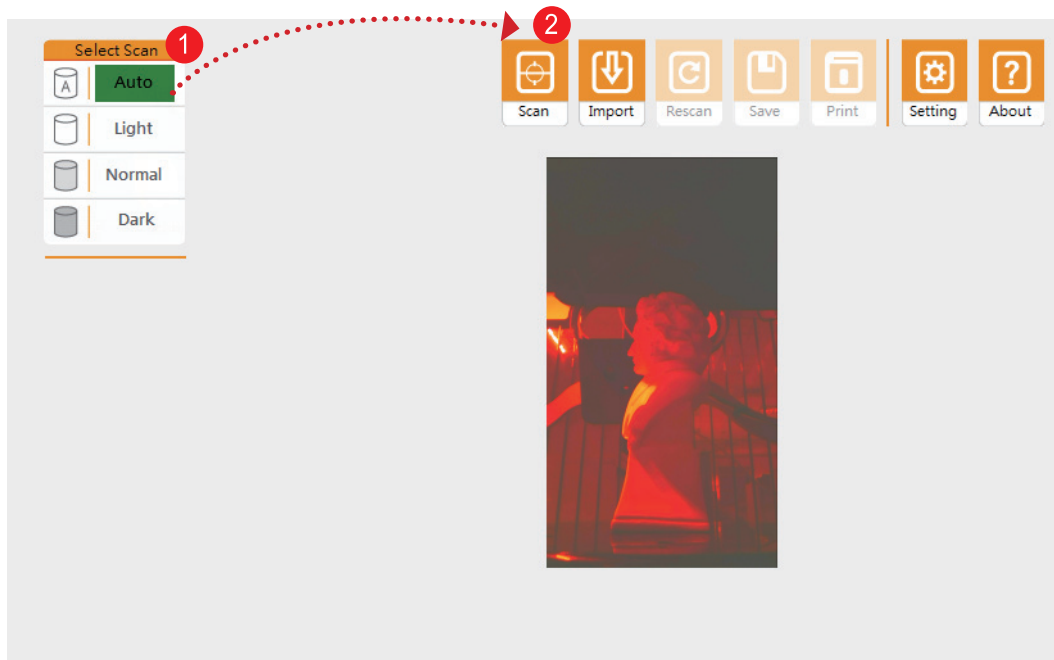 Select Scan 1
A Auto
Light
Normal
Dark
2
Scan Import Rescan Save Print Setting About
?